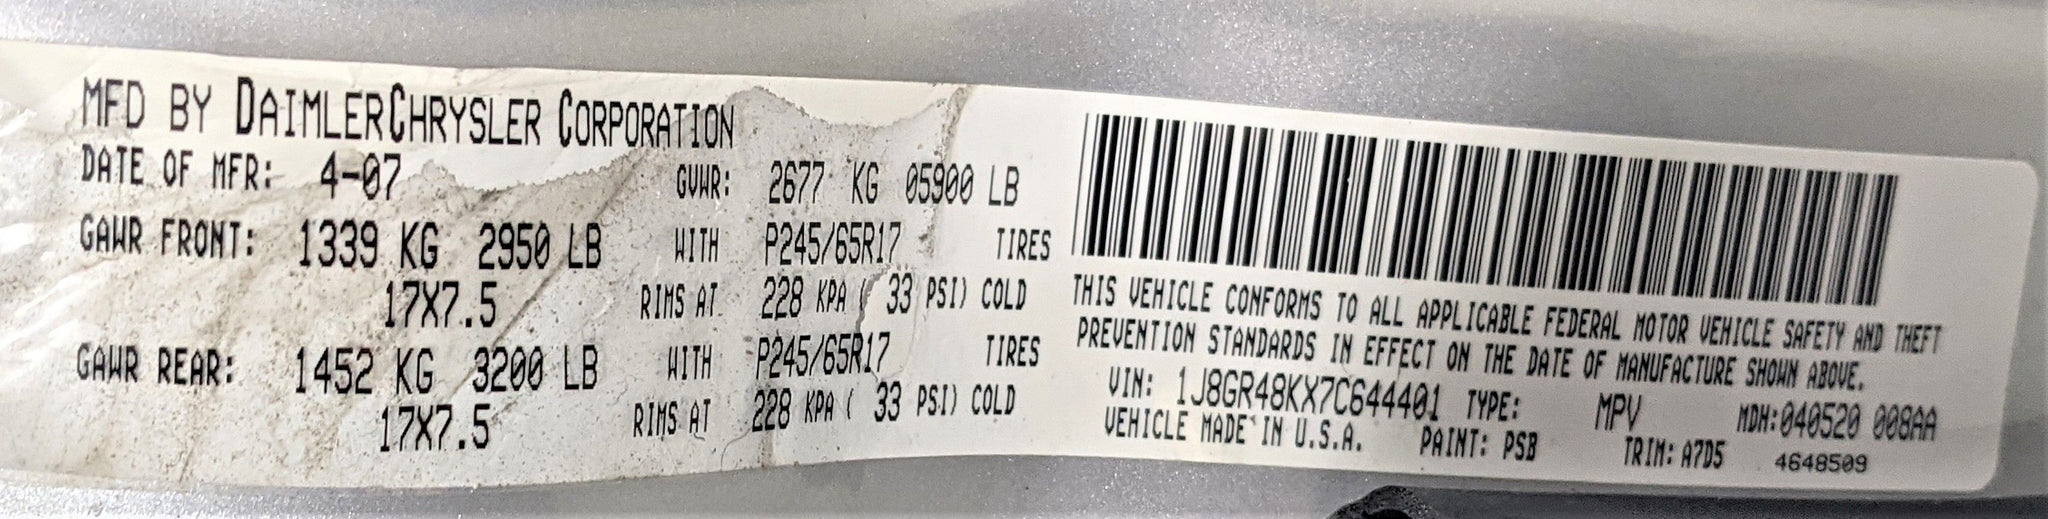 MFD BY DAIMLERCHRYSLER CORPORATION
DATE OF MFR: 4-07 GVWR: 2677 KG 05900 LB
GAWR FRONT: 1339 KG 2950 LB WITH P245/65R17 TIRES
17X7.5 RIMS AT 228 KPA ( 33 PSI) COLD
GAWR REAR: 1452 KG 3200 LB WITH P245/65R17 TIRES
17X7.5 RIMS AT 228 KPA ( 33 PSI) COLD
THIS VEHICLE CONFORMS TO ALL APPLICABLE FEDERAL MOTOR VEHICLE SAFETY AND THEFT
PREVENTION STANDARDS IN EFFECT ON THE DATE OF MANUFACTURE SHOWN ABOVE.
VIN: 1J8GR48KX7C644401 TYPE: MPV MDH:040520 008AA
VEHICLE MADE IN U.S.A. PAINT: PSB TRIM: A7D5 4648509